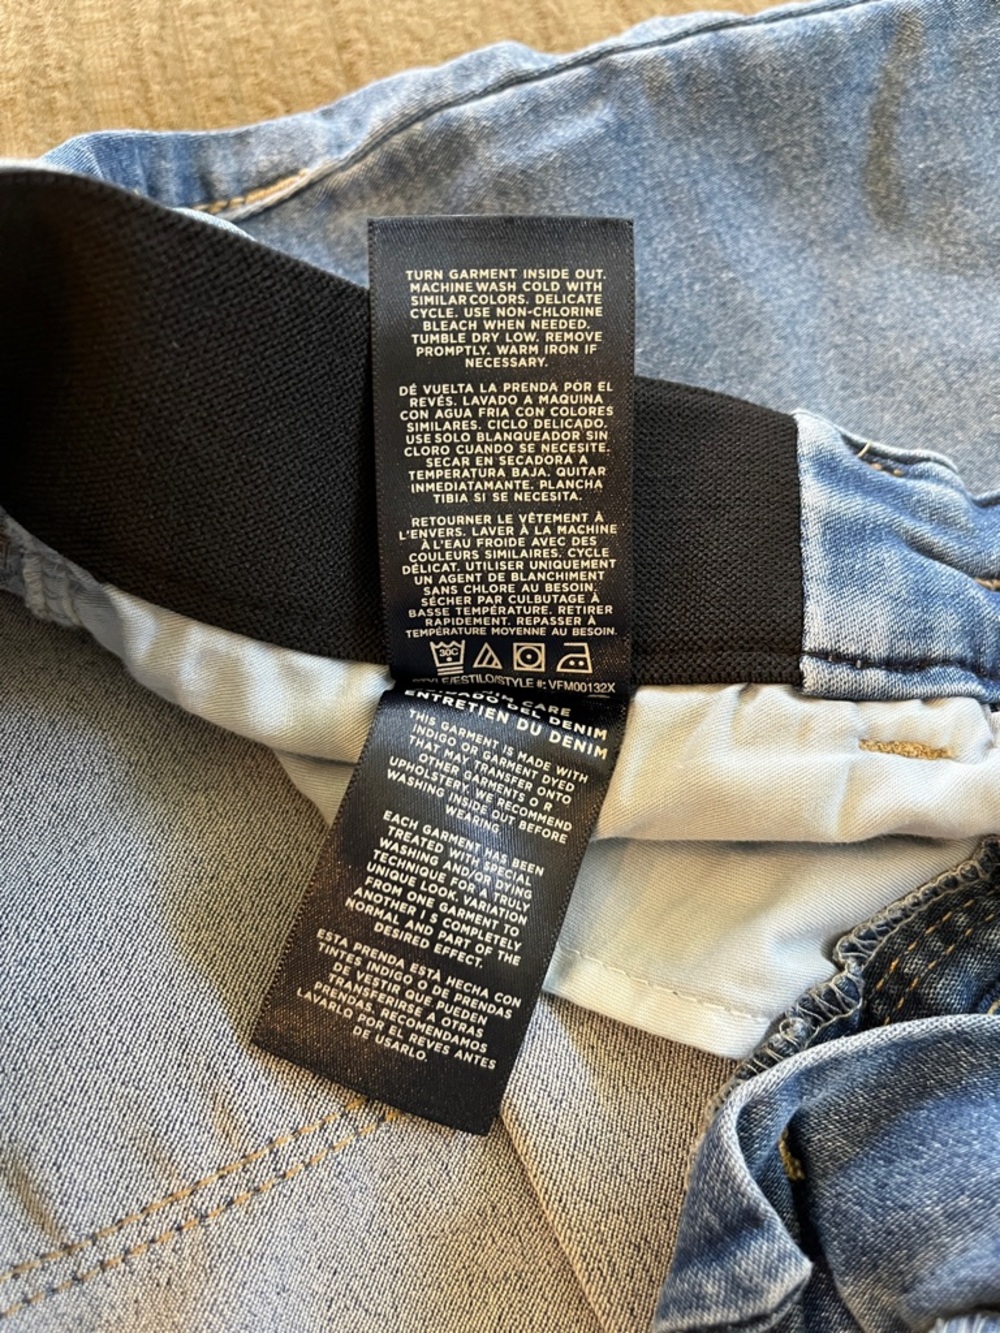 TURN GARMENT INSIDE OUT.
MACHINE WASH COLD WITH
SIMILAR COLORS. DELICATE
CYCLE. USE NON-CHLORINE
BLEACH WHEN NEEDED.
TUMBLE DRY LOW. REMOVE
PROMPTLY. WARM IRON IF
NECESSARY.
DÉ VUELTA LA PRENDA POR EL
REVÉS. LAVADO A MAQUINA
CON AGUA FRIA CON COLORES
SIMILARES. CICLO DELICADO.
USE SOLO BLANQUEADOR SIN
CLORO CUANDO SE NECESITE.
SECAR EN SECADORA A
TEMPERATURA BAJA. QUITAR
INMEDIATAMANTE. PLANCHA
TIBIA SI SE NECESITA.
RETOURNER LE VÊTEMENT À
L'ENVERS. LAVER À LA MACHINE
À L'EAU FROIDE AVEC DES
COULEURS SIMILAIRES. CYCLE
DÉLICAT. UTILISER UNIQUEMENT
UN AGENT DE BLANCHIMENT
SANS CHLORE AU BESOIN.
SÉCHER PAR CULBUTAGE À
BASSE TEMPÉRATURE. RETIRER
RAPIDEMENT. REPASSER À
TEMPÉRATURE MOYENNE AU BESOIN.
30C
STYLE/ESTILO/STYLE #: VFM00132X
CARE
DEL DENIM
ENTRETIEN DU DENIM
THIS GARMENT IS MADE WITH
INDIGO OR GARMENT DYED
THAT MAY TRANSFER ONTO
OTHER GARMENTS O R
UPHOLSTERY. WE RECOMMEND
WASHING INSIDE OUT BEFORE
WEARING.
EACH GARMENT HAS BEEN
TREATED WITH SPECIAL
WASHING AND/OR DYING
TECHNIQUE FOR A TRULY
UNIQUE LOOK. VARIATION
FROM ONE GARMENT TO
ANOTHER I S COMPLETELY
NORMAL AND PART OF THE
DESIRED EFFECT.
ESTA PRENDA ESTÁ HECHA CON
TINTES INDIGO O DE PRENDAS
DE VESTIR QUE PUEDEN
TRANSFERIRSE A OTRAS
PRENDAS. RECOMENDAMOS
LAVARLO POR EL REVES ANTES
DE USARLO.